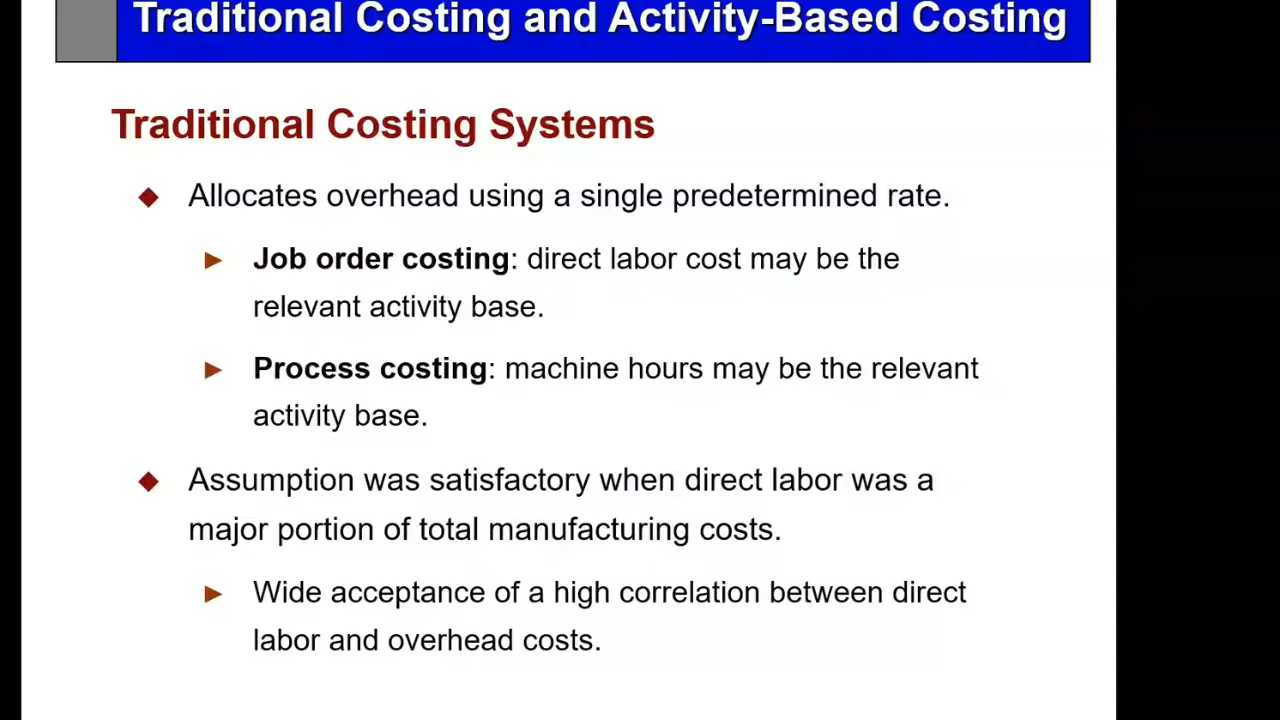 Traditional Costing and Activity-Based Costing
Traditional Costing Systems
◆ Allocates overhead using a single predetermined rate.
► Job order costing: direct labor cost may be the
relevant activity base.
► Process costing: machine hours may be the relevant
activity base.
◆ Assumption was satisfactory when direct labor was a
major portion of total manufacturing costs.
► Wide acceptance of a high correlation between direct
labor and overhead costs.